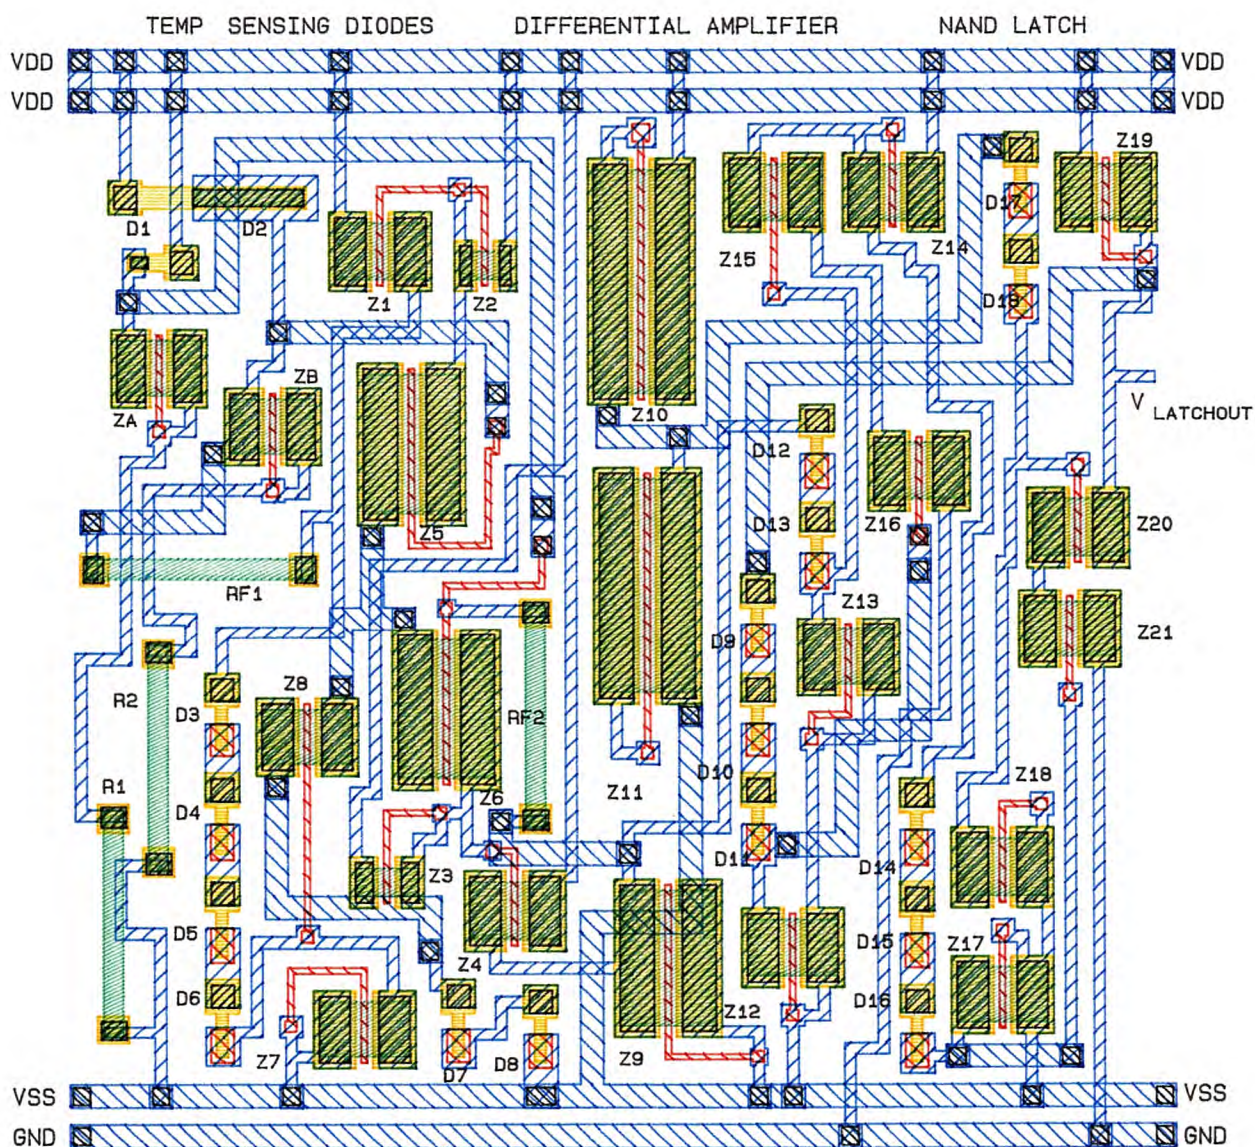 TEMP SENSING DIODES DIFFERENTIAL AMPLIFIER NAND LATCH
VDD VDD
VDD VDD
Z19
D17
D1 D2
Z15 Z14
Z1 Z2 D18
ZB
ZA Z10 V LATCHOUT
D12
Z5 D13 Z16 Z20
RF1
Z13
D9 Z21
Z8
R2 D3 RF2
D10 Z18
R1 Z6 Z11
D4
D11 D14
Z3
D5 D15 Z17
Z4
D6 Z12 D16
Z7 D7 D8 Z9
VSS VSS
GND GND